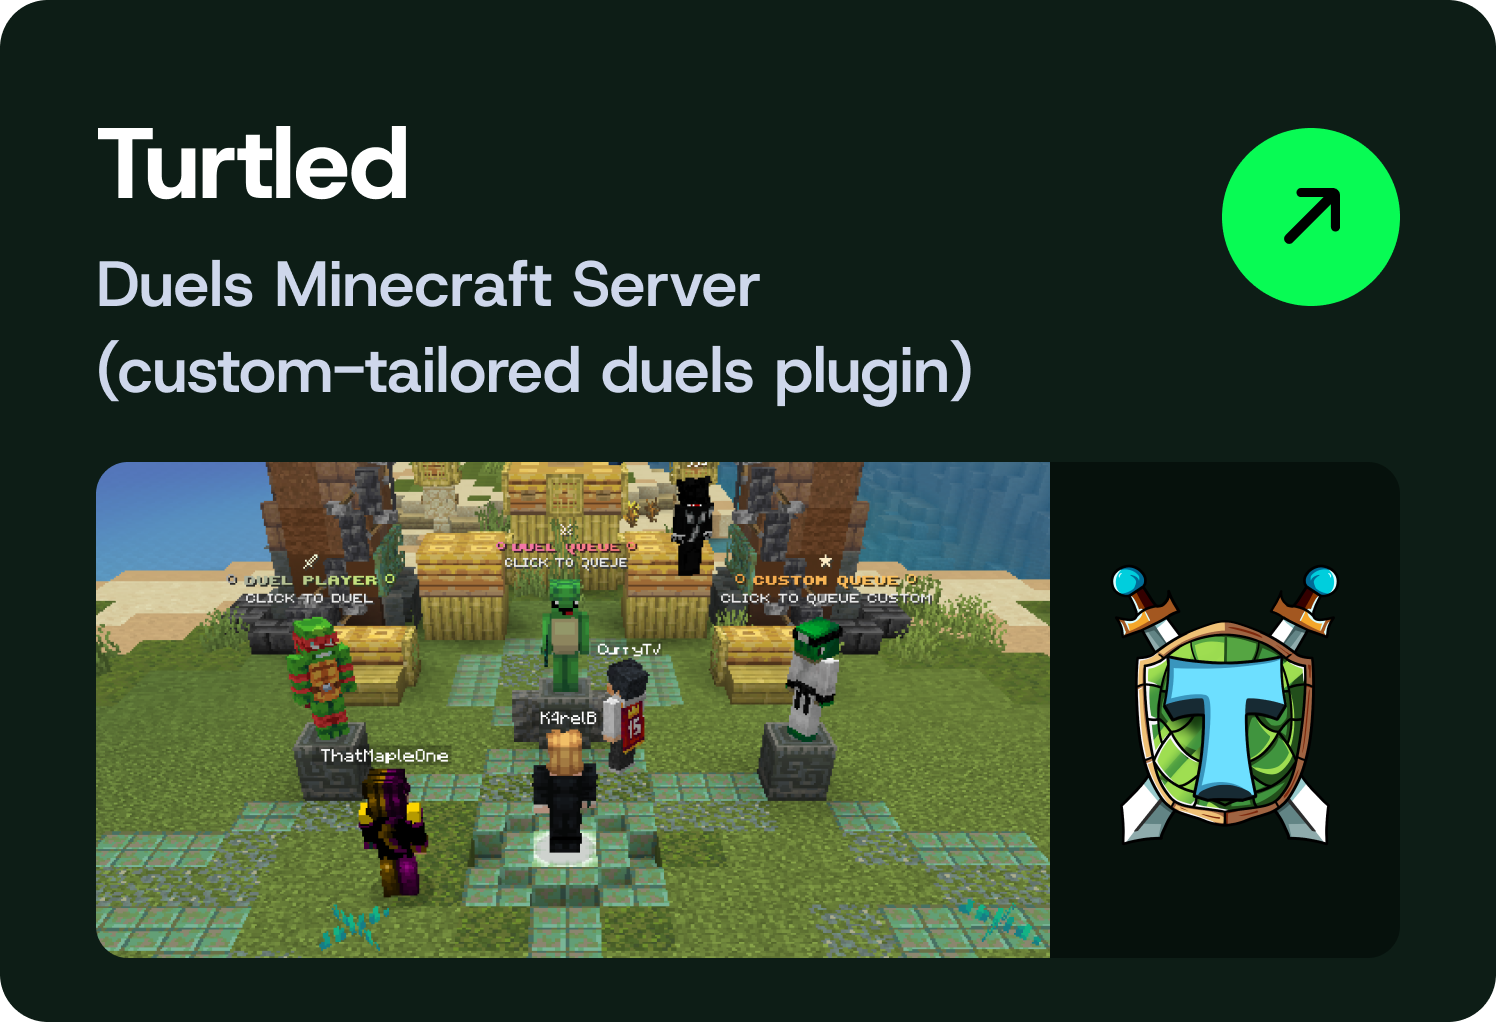 Turtled
Duels Minecraft Server
(custom-tailored duels plugin)
DUEL QUEUE
CLICK TO QUEUE
DUEL PLAYER
CLICK TO DUEL
CUSTOM QUEUE
CLICK TO QUEUE CUSTOM
CurryTV
K4relB
15
ThatMapleOne
T